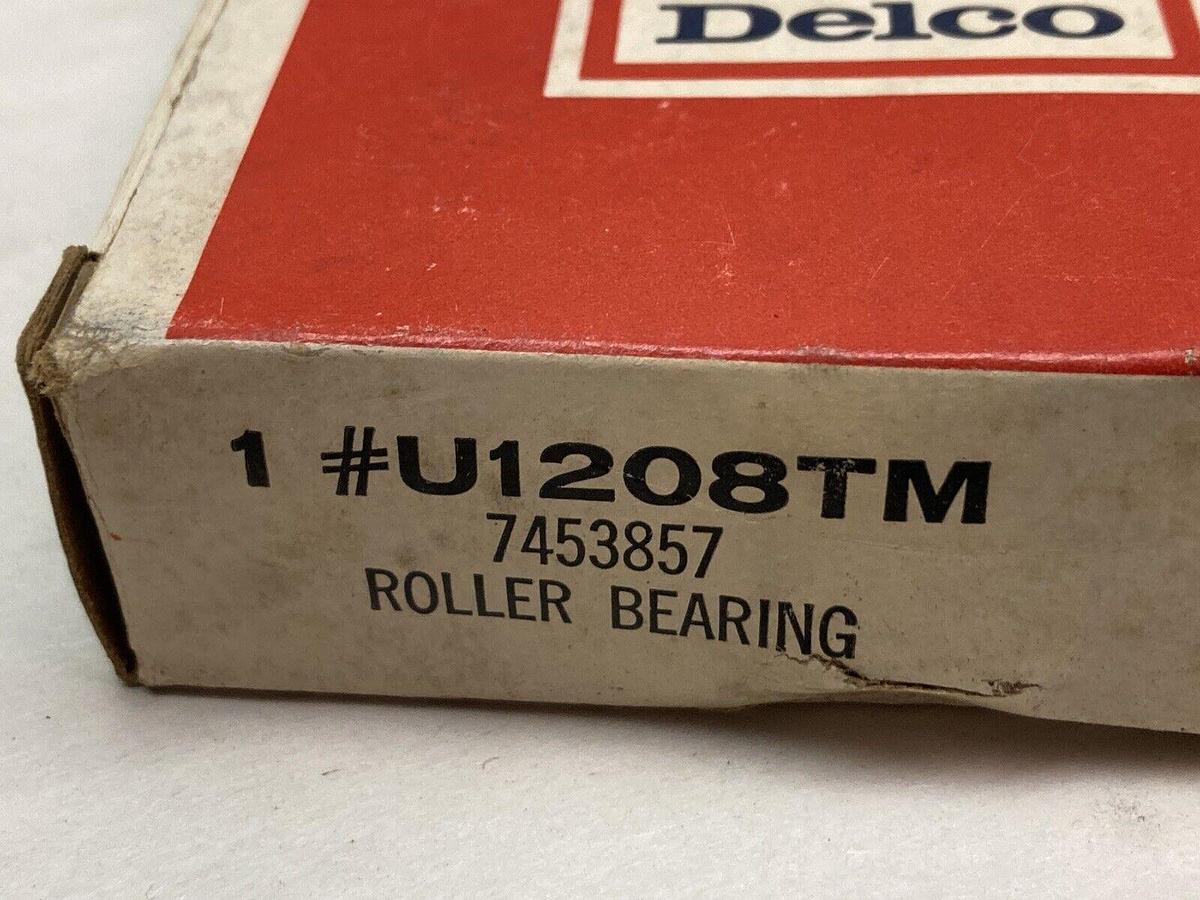 Delco
1 #U1208TM
7453857
ROLLER BEARING